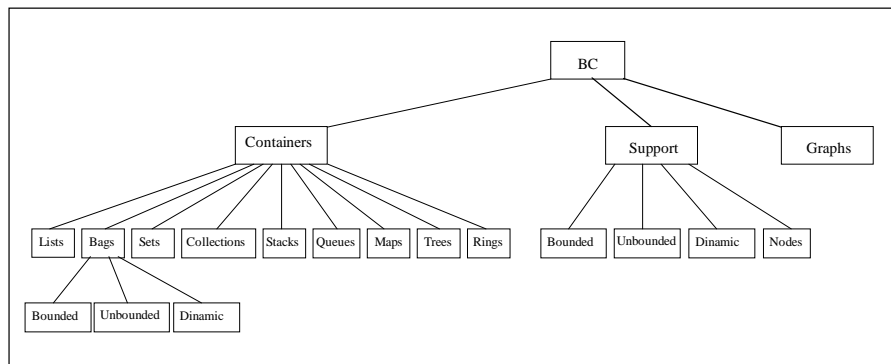 BC
Containers
Support
Graphs
Lists
Bags
Sets
Collections
Stacks
Queues
Maps
Trees
Rings
Bounded
Unbounded
Dinamic
Nodes
Bounded
Unbounded
Dinamic